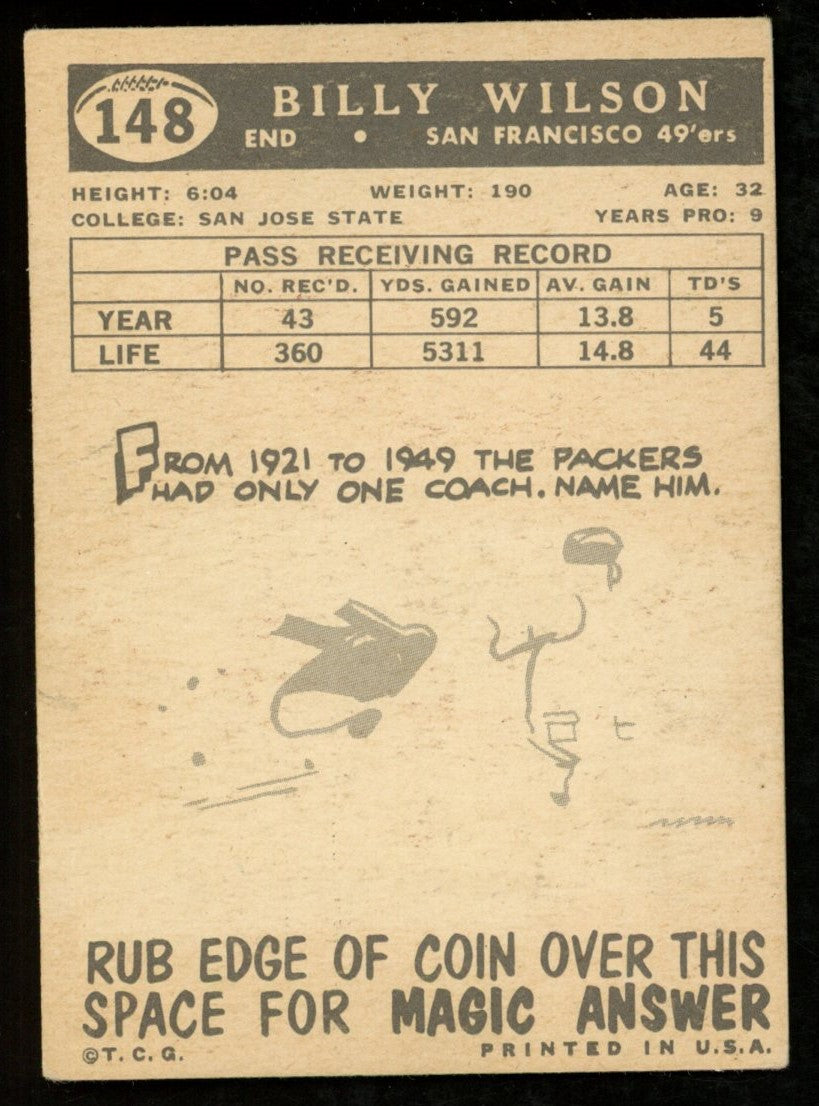 148
BILLY WILSON
END • SAN FRANCISCO 49'ers
HEIGHT: 6:04 WEIGHT: 190 AGE: 32
COLLEGE: SAN JOSE STATE YEARS PRO: 9
PASS RECEIVING RECORD
NO. REC'D. YDS. GAINED AV. GAIN TD'S
YEAR 43 592 13.8 5
LIFE 360 5311 14.8 44
FROM 1921 TO 1949 THE PACKERS
HAD ONLY ONE COACH. NAME HIM.
RUB EDGE OF COIN OVER THIS
SPACE FOR MAGIC ANSWER
©T. C. G. PRINTED IN U.S.A.